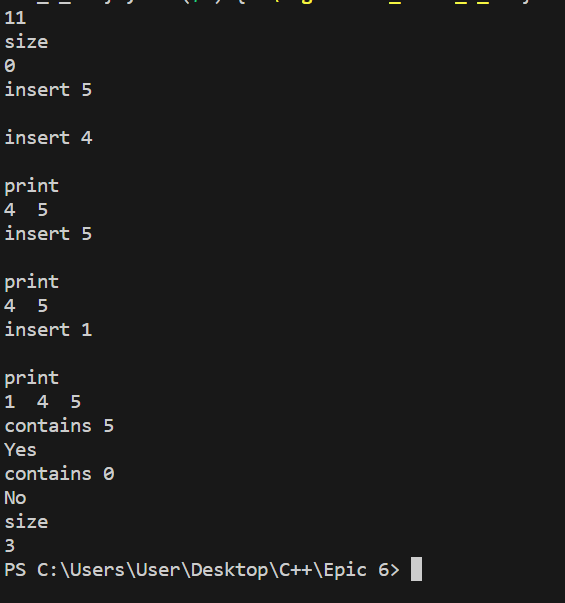 11
size
0
insert 5
insert 4
print
4  5
insert 5
print
4  5
insert 1
print
1  4  5
contains 5
Yes
contains 0
No
size
3
PS C:\Users\User\Desktop\C++\Epic 6>